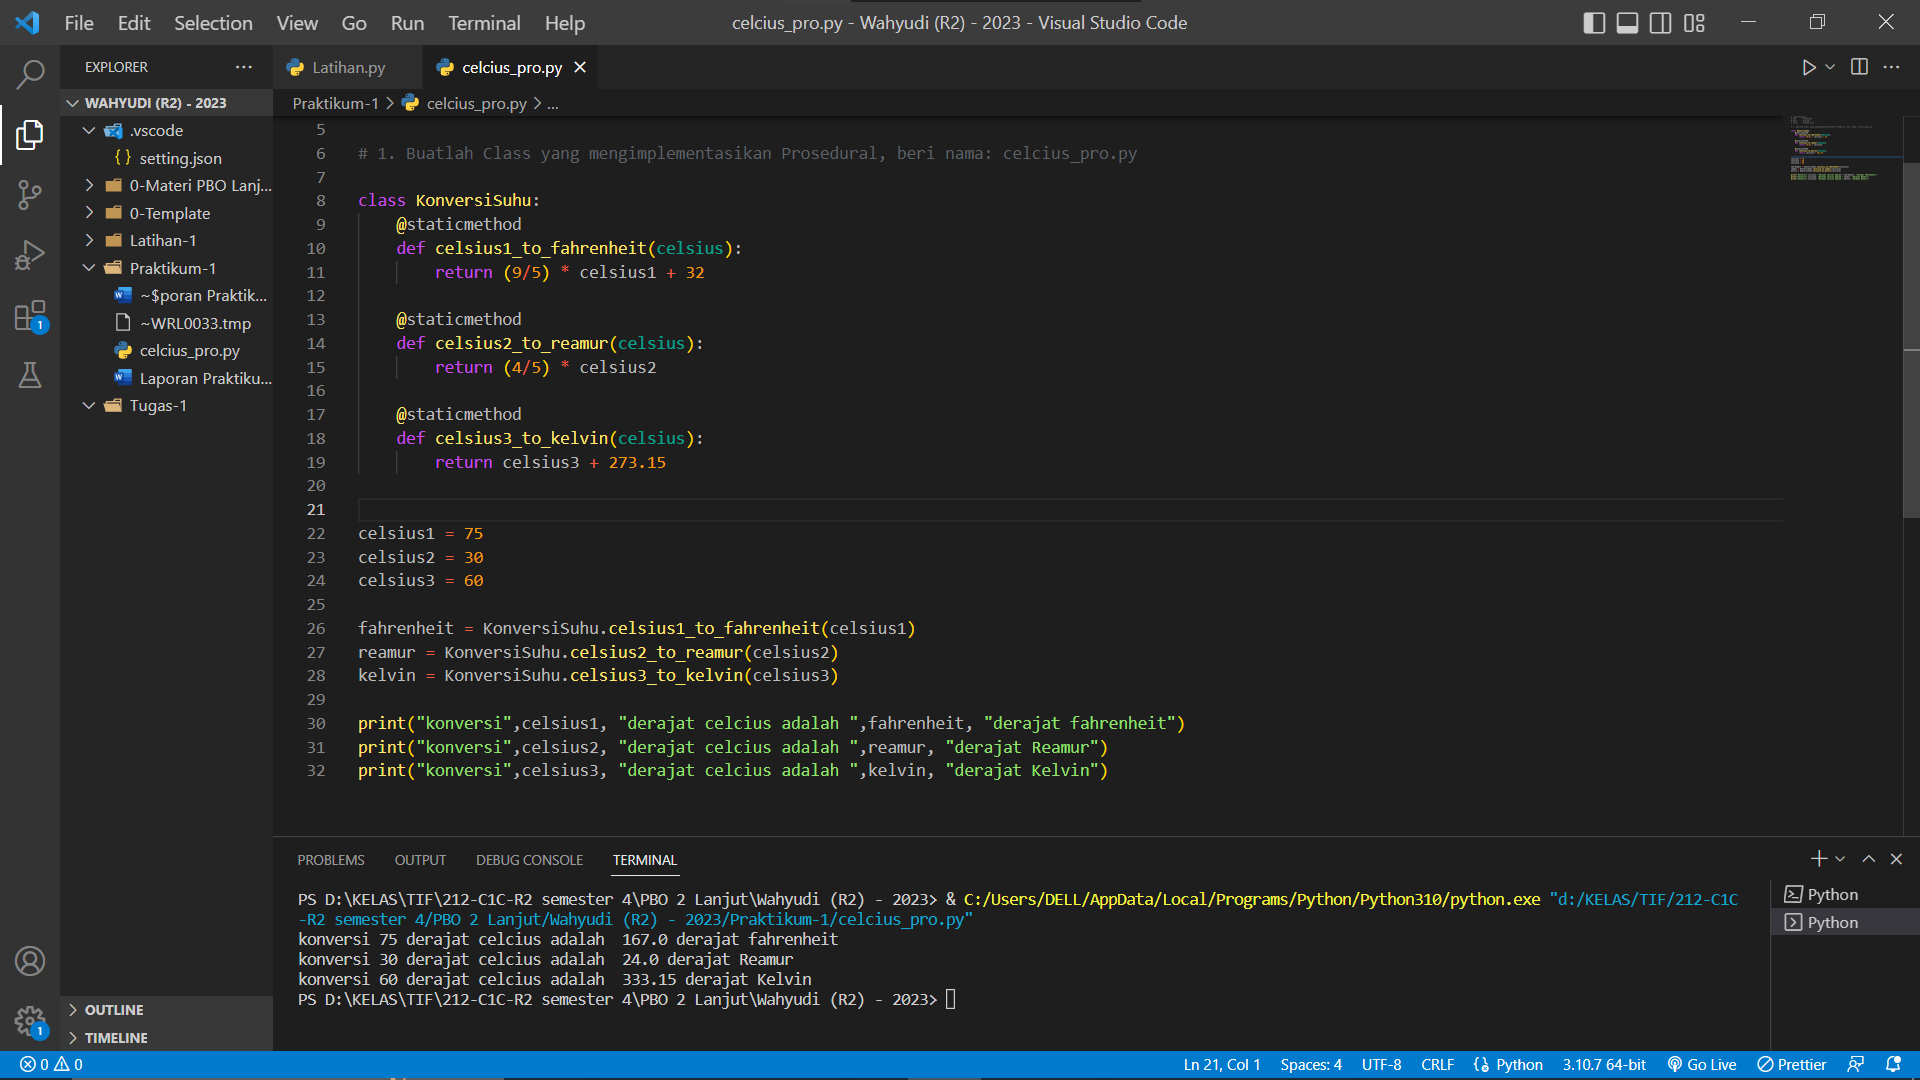 File Edit Selection View Go Run Terminal Help
celcius_pro.py - Wahyudi (R2) - 2023 - Visual Studio Code
EXPLORER
WAHYUDI (R2) - 2023
.vscode
{} setting.json
0-Materi PBO Lanj...
0-Template
Latihan-1
Praktikum-1
~$poran Praktik...
~WRL0033.tmp
celcius_pro.py
Laporan Praktiku...
Tugas-1
OUTLINE
TIMELINE
1
1
Latihan.py
celcius_pro.py
Praktikum-1 > celcius_pro.py > ...
5
6 # 1. Buatlah Class yang mengimplementasikan Prosedural, beri nama: celcius_pro.py
7
8 class KonversiSuhu:
9     @staticmethod
10     def celsius1_to_fahrenheit(celsius):
11         return (9/5) * celsius1 + 32
12
13     @staticmethod
14     def celsius2_to_reamur(celsius):
15         return (4/5) * celsius2
16
17     @staticmethod
18     def celsius3_to_kelvin(celsius):
19         return celsius3 + 273.15
20
21
22 celsius1 = 75
23 celsius2 = 30
24 celsius3 = 60
25
26 fahrenheit = KonversiSuhu.celsius1_to_fahrenheit(celsius1)
27 reamur = KonversiSuhu.celsius2_to_reamur(celsius2)
28 kelvin = KonversiSuhu.celsius3_to_kelvin(celsius3)
29
30 print("konversi",celsius1, "derajat celcius adalah ",fahrenheit, "derajat fahrenheit")
31 print("konversi",celsius2, "derajat celcius adalah ",reamur, "derajat Reamur")
32 print("konversi",celsius3, "derajat celcius adalah ",kelvin, "derajat Kelvin")
PROBLEMS OUTPUT DEBUG CONSOLE TERMINAL
PS D:\KELAS\TIF\212-C1C-R2 semester 4\PBO 2 Lanjut\Wahyudi (R2) - 2023> & C:/Users/DELL/AppData/Local/Programs/Python/Python310/python.exe "d:/KELAS/TIF/212-C1C
-R2 semester 4/PBO 2 Lanjut/Wahyudi (R2) - 2023/Praktikum-1/celcius_pro.py"
konversi 75 derajat celcius adalah  167.0 derajat fahrenheit
konversi 30 derajat celcius adalah  24.0 derajat Reamur
konversi 60 derajat celcius adalah  333.15 derajat Kelvin
PS D:\KELAS\TIF\212-C1C-R2 semester 4\PBO 2 Lanjut\Wahyudi (R2) - 2023>
Python
Python
0 0 Ln 21, Col 1 Spaces: 4 UTF-8 CRLF Python 3.10.7 64-bit Go Live Prettier